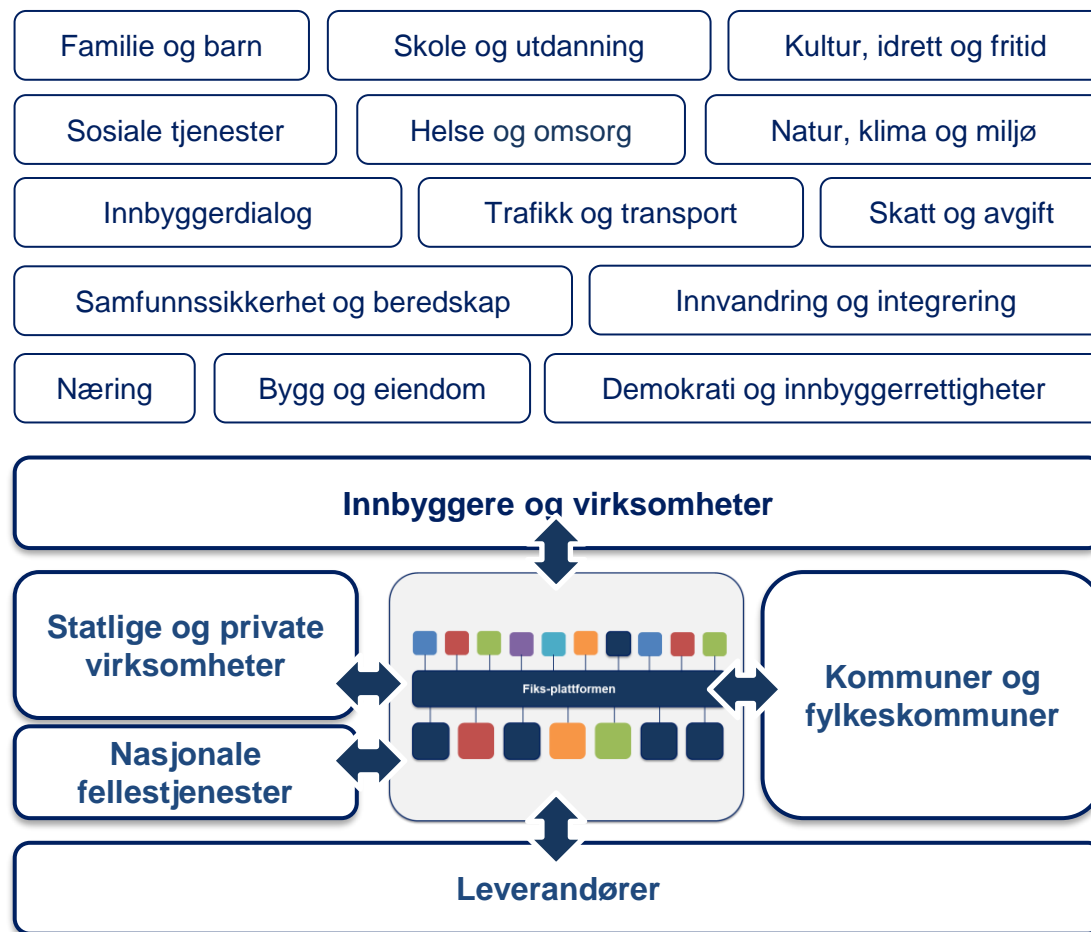 Familie og barn
Skole og utdanning
Kultur, idrett og fritid
Sosiale tjenester
Helse og omsorg
Natur, klima og miljø
Innbyggerdialog
Trafikk og transport
Skatt og avgift
Samfunnssikkerhet og beredskap
Innvandring og integrering
Næring
Bygg og eiendom
Demokrati og innbyggerrettigheter
Innbyggere og virksomheter
Statlige og private
virksomheter
Fiks-plattformen
Kommuner og
fylkeskommuner
Nasjonale
fellestjenester
Leverandører